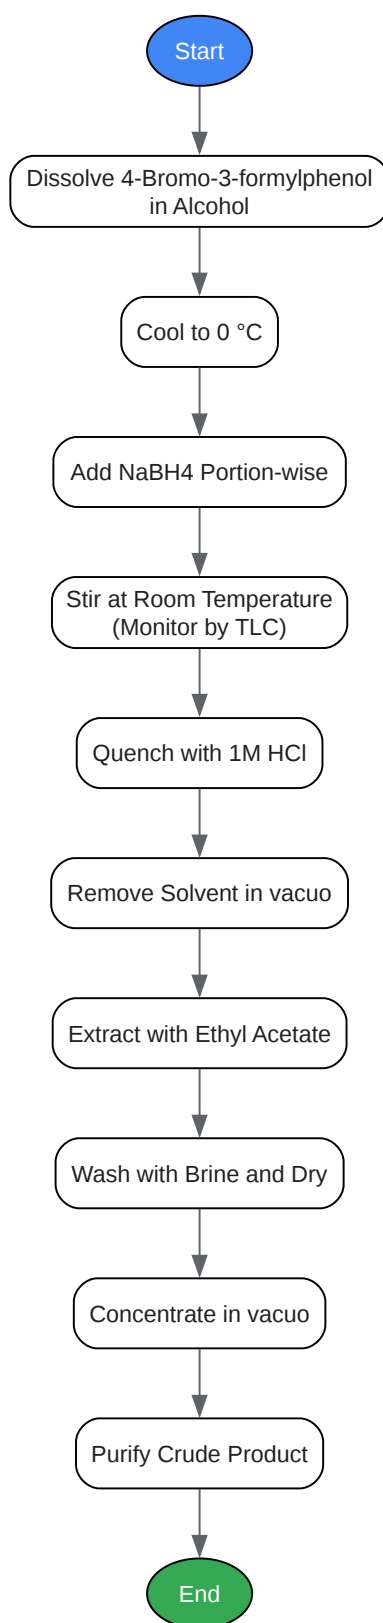 Start
Dissolve 4-Bromo-3-formylphenol
in Alcohol
Cool to 0 °C
Add NaBH4 Portion-wise
Stir at Room Temperature
(Monitor by TLC)
Quench with 1M HCl
Remove Solvent in vacuo
Extract with Ethyl Acetate
Wash with Brine and Dry
Concentrate in vacuo
Purify Crude Product
End